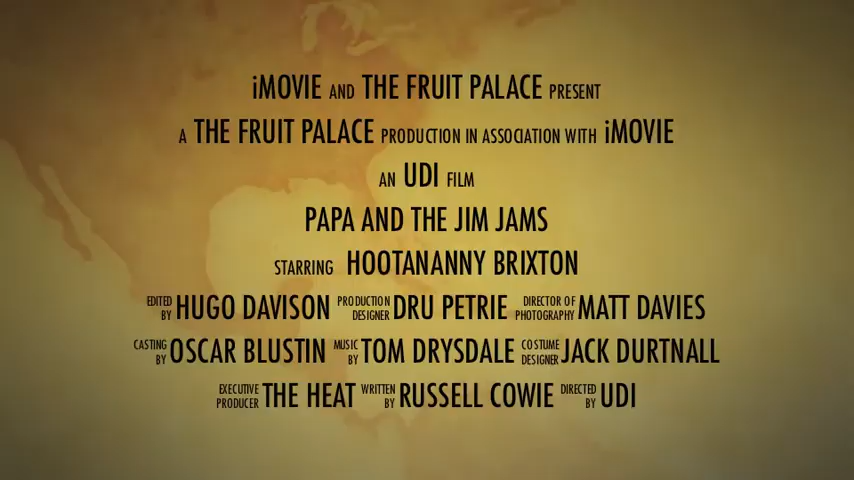 iMOVIE AND THE FRUIT PALACE PRESENT
A THE FRUIT PALACE PRODUCTION IN ASSOCIATION WITH iMOVIE
AN UDI FILM
PAPA AND THE JIM JAMS
STARRING HOOTANANNY BRIXTON
EDITED BY HUGO DAVISON PRODUCTION DESIGNER DRU PETRIE DIRECTOR OF PHOTOGRAPHY MATT DAVIES
CASTING BY OSCAR BLUSTIN MUSIC BY TOM DRYSDALE COSTUME DESIGNER JACK DURTNALL
EXECUTIVE PRODUCER THE HEAT WRITTEN BY RUSSELL COWIE DIRECTED BY UDI